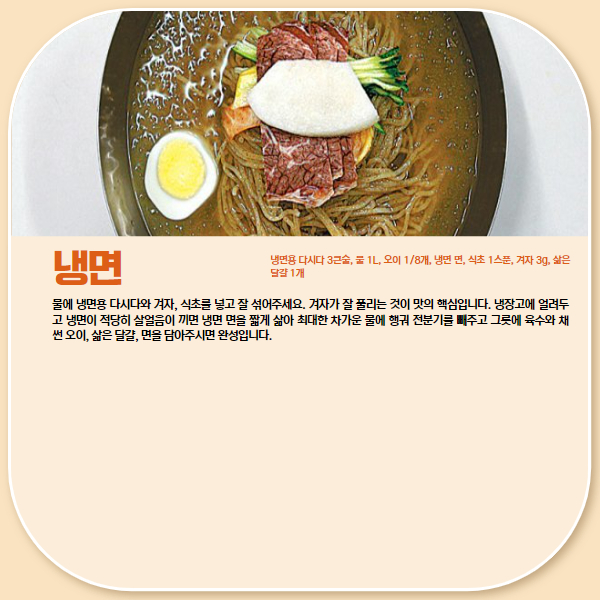 냉면
냉면용 다시다 3큰술, 물 1L, 오이 1/8개, 냉면 면, 식초 1스푼, 겨자 3g, 삶은
달걀 1개
물에 냉면용 다시다와 겨자, 식초를 넣고 잘 섞어주세요. 겨자가 잘 풀리는 것이 맛의 핵심입니다. 냉장고에 얼려두
고 냉면이 적당히 살얼음이 끼면 냉면 면을 짧게 삶아 최대한 차가운 물에 헹궈 전분기를 빼주고 그릇에 육수와 채
썬 오이, 삶은 달걀, 면을 담아주시면 완성입니다.